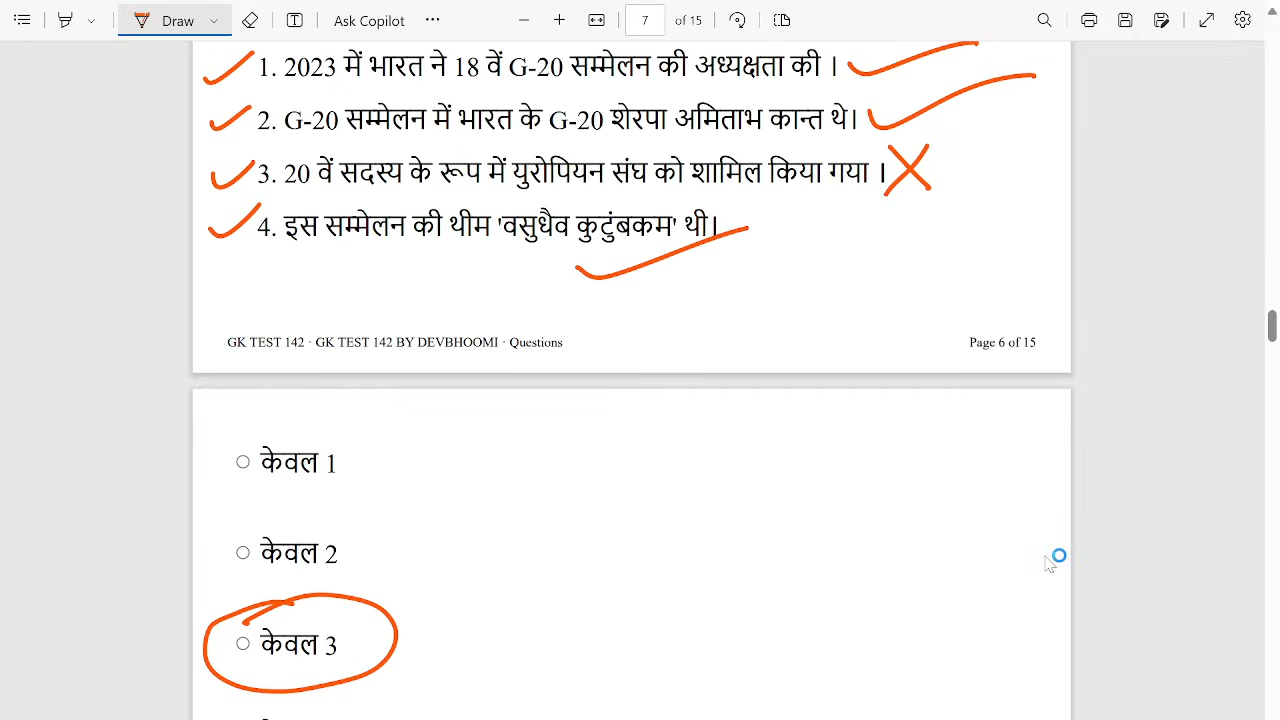 Draw
Ask Copilot
7 of 15
1. 2023 में भारत ने 18 वें G-20 सम्मेलन की अध्यक्षता की ।
2. G-20 सम्मेलन में भारत के G-20 शेरपा अमिताभ कान्त थे।
3. 20 वें सदस्य के रूप में युरोपियन संघ को शामिल किया गया ।
4. इस सम्मेलन की थीम 'वसुधैव कुटुंबकम' थी।
GK TEST 142 · GK TEST 142 BY DEVBHOOMI · Questions
Page 6 of 15
केवल 1
केवल 2
केवल 3